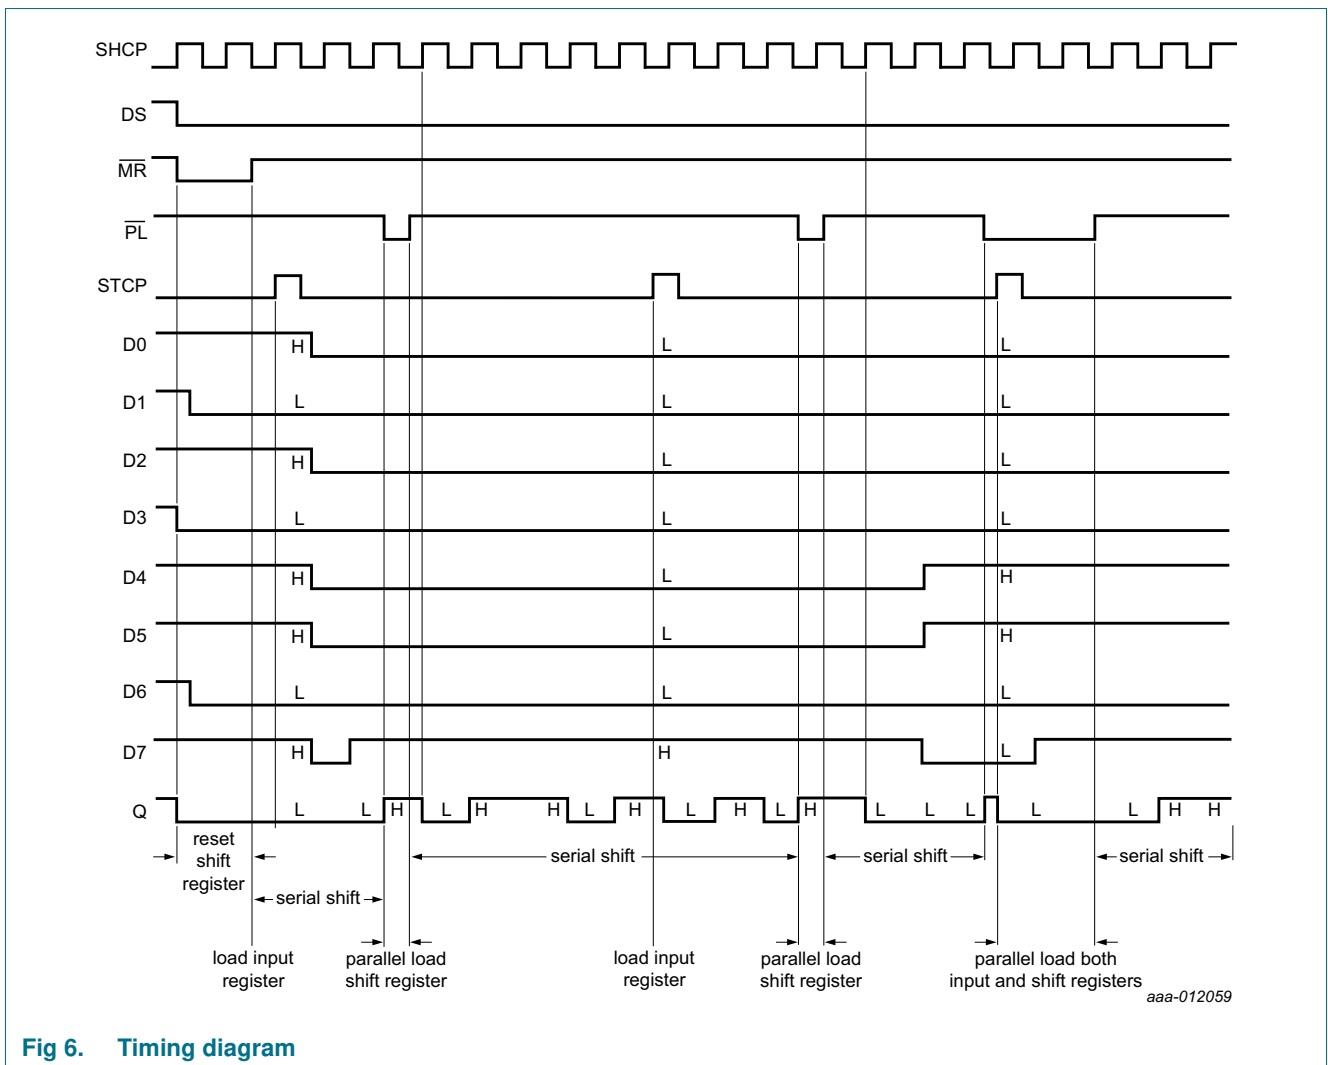 SHCP
DS
MR
PL
STCP
D0 H L L
D1 L L L
D2 H L L
D3 L L L
D4 H L H
D5 H L H
D6 L L L
D7 H H L
Q L L H L H H L H L H L H L L L L L H H
reset
shift
register
serial shift
serial shift
serial shift
serial shift
load input
register
parallel load
shift register
load input
register
parallel load
shift register
parallel load both
input and shift registers
aaa-012059
Fig 6. Timing diagram